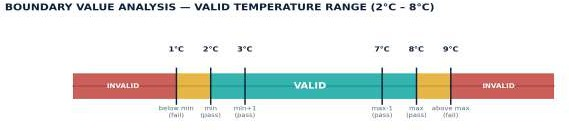 BOUNDARY VALUE ANALYSIS — VALID TEMPERATURE RANGE (2°C – 8°C)
1°C 2°C 3°C 7°C 8°C 9°C
INVALID VALID INVALID
below min min min+1 max-1 max above max
(fail) (pass) (pass) (pass) (pass) (fail)